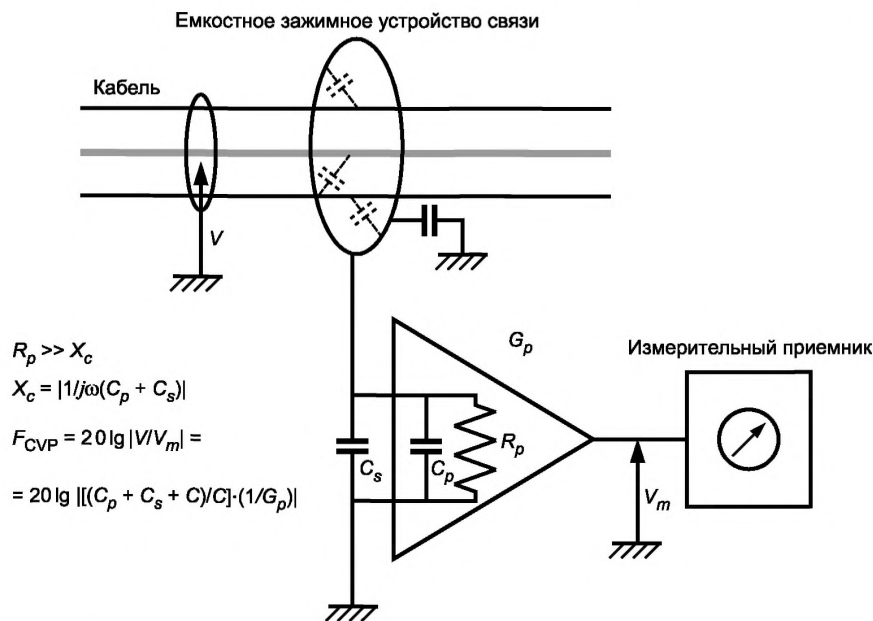 Емкостное зажимное устройство связи
Кабель
V
R_p >> X_c
X_c = |1/jω(C_p + C_s)|
F_CVP = 20 lg |V/V_m| =
= 20 lg |[(C_p + C_s + C)/C]·(1/G_p)|
G_p
Измерительный приемник
C_s
C_p
R_p
V_m